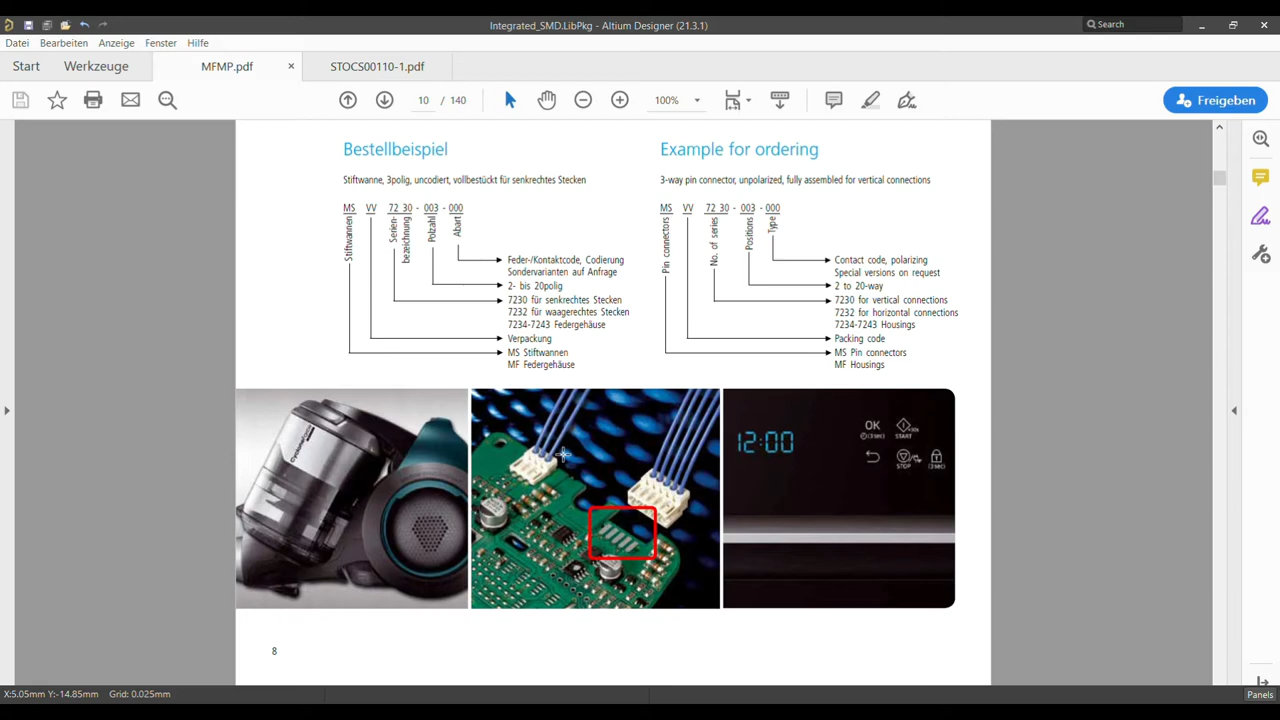 Integrated_SMD.LibPkg - Altium Designer (21.3.1)
Search
Datei Bearbeiten Anzeige Fenster Hilfe
Start Werkzeuge MFMP.pdf × STOCS00110-1.pdf
10 / 140 100% Freigeben
Bestellbeispiel
Stiftwanne, 3polig, uncodiert, vollbestückt für senkrechtes Stecken
MS VV 72 30 - 003 - 000
Stiftwannen
Serien-
bezeichnung
Polzahl
Abart
Feder-/Kontaktcode, Codierung
Sondervarianten auf Anfrage
2- bis 20polig
7230 für senkrechtes Stecken
7232 für waagerechtes Stecken
7234-7243 Federgehäuse
Verpackung
MS Stiftwannen
MF Federgehäuse
Example for ordering
3-way pin connector, unpolarized, fully assembled for vertical connections
MS VV 72 30 - 003 - 000
Pin connectors
No. of series
Positions
Type
Contact code, polarizing
Special versions on request
2 to 20-way
7230 for vertical connections
7232 for horizontal connections
7234-7243 Housings
Packing code
MS Pin connectors
MF Housings
12:00
OK
(3 sec)
START
STOP
(3 sec)
8
X:5.05mm Y:-14.85mm Grid: 0.025mm
Panels